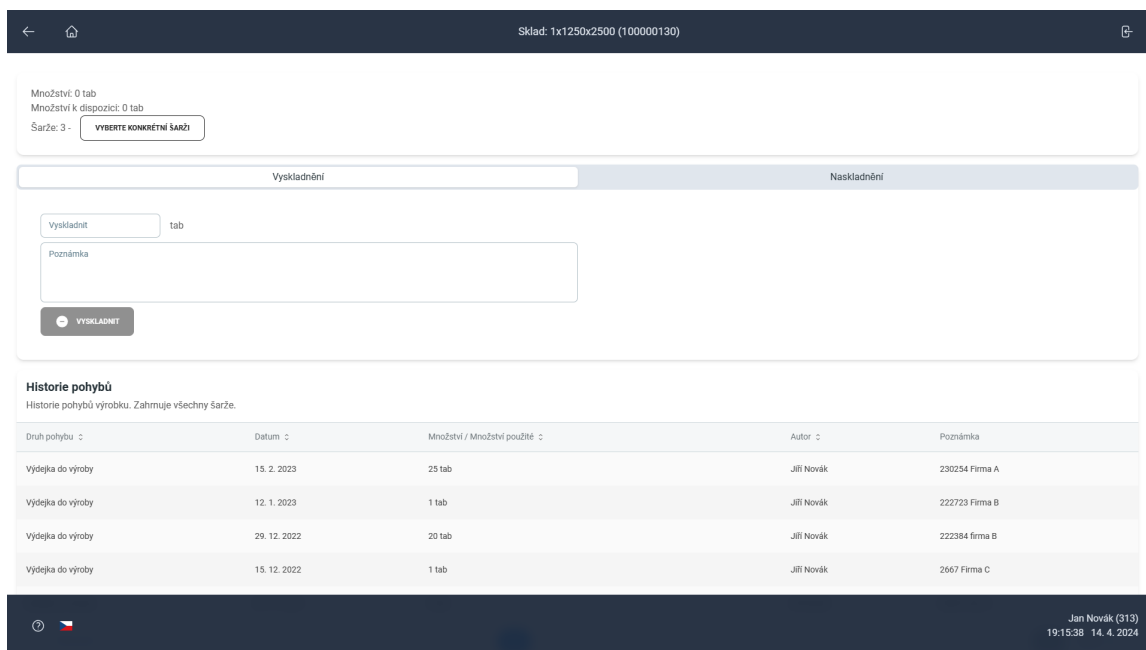 Sklad: 1x1250x2500 (100000130)
Množství: 0 tab
Množství k dispozici: 0 tab
Šarže: 3 - VYBERTE KONKRÉTNÍ ŠARŽI
Vyskladnění Naskladnění
Vyskladnit tab
Poznámka
VYSKLADNIT
Historie pohybů
Historie pohybů výrobku. Zahrnuje všechny šarže.
Druh pohybu Datum Množství / Množství použité Autor Poznámka
Výdejka do výroby 15. 2. 2023 25 tab Jiří Novák 230254 Firma A
Výdejka do výroby 12. 1. 2023 1 tab Jiří Novák 222723 Firma B
Výdejka do výroby 29. 12. 2022 20 tab Jiří Novák 222384 firma B
Výdejka do výroby 15. 12. 2022 1 tab Jiří Novák 2667 Firma C
Jan Novák (313)
19:15:38 14. 4. 2024